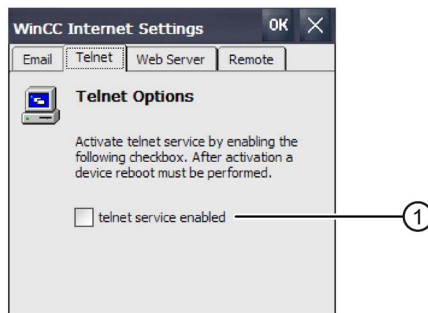 WinCC Internet Settings OK
Email Telnet Web Server Remote
Telnet Options
Activate telnet service by enabling the
following checkbox. After activation a
device reboot must be performed.
telnet service enabled 1